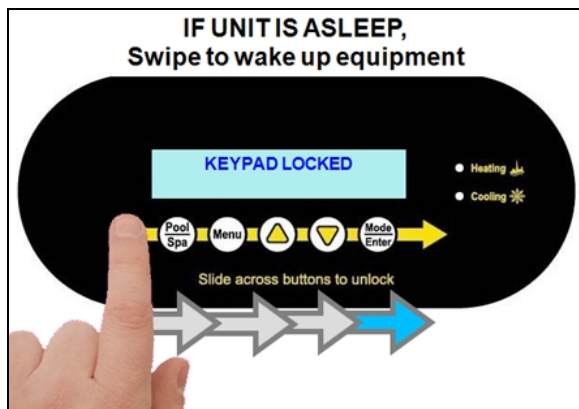 IF UNIT IS ASLEEP,
Swipe to wake up equipment
KEYPAD LOCKED
Heating
Cooling
Pool
Spa
Menu
Mode
Enter
Slide across buttons to unlock